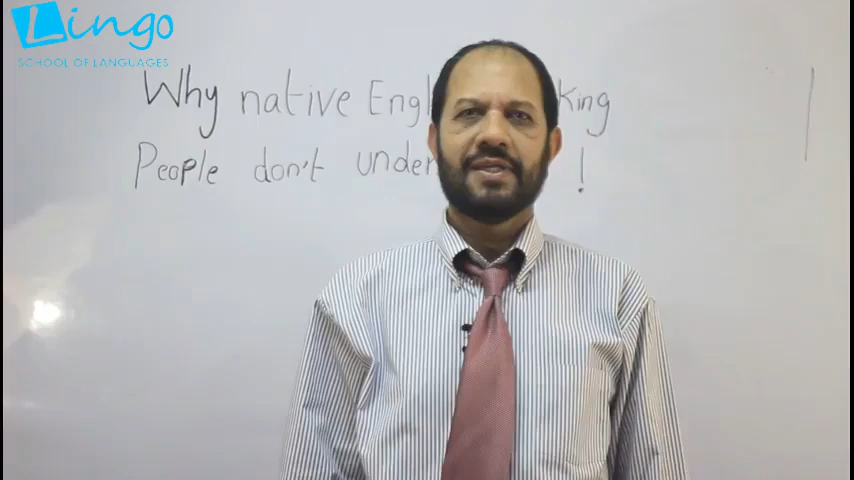 Lingo
SCHOOL OF LANGUAGES
Why native Engl king
People don't under !